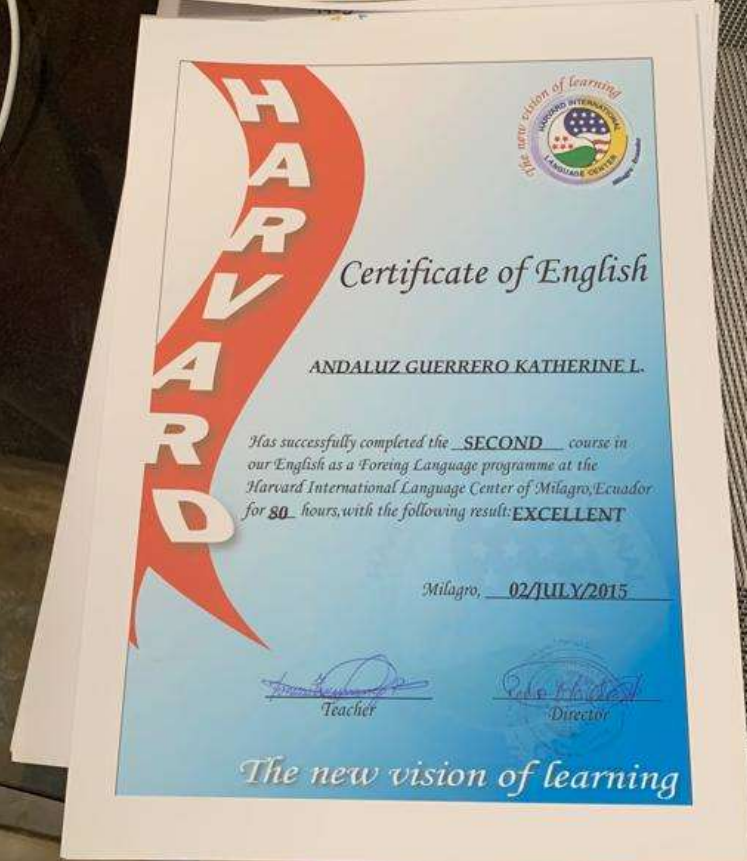 HARVARD
The new vision of learning
HARVARD INTERNATIONAL
LANGUAGE CENTER
Milagro - Ecuador
Certificate of English
ANDALUZ GUERRERO KATHERINE L.
Has successfully completed the SECOND course in
our English as a Foreing Language programme at the
Harvard International Language Center of Milagro,Ecuador
for 80 hours,with the following result:EXCELLENT
Milagro, 02/JULY/2015
Teacher
Director
The new vision of learning